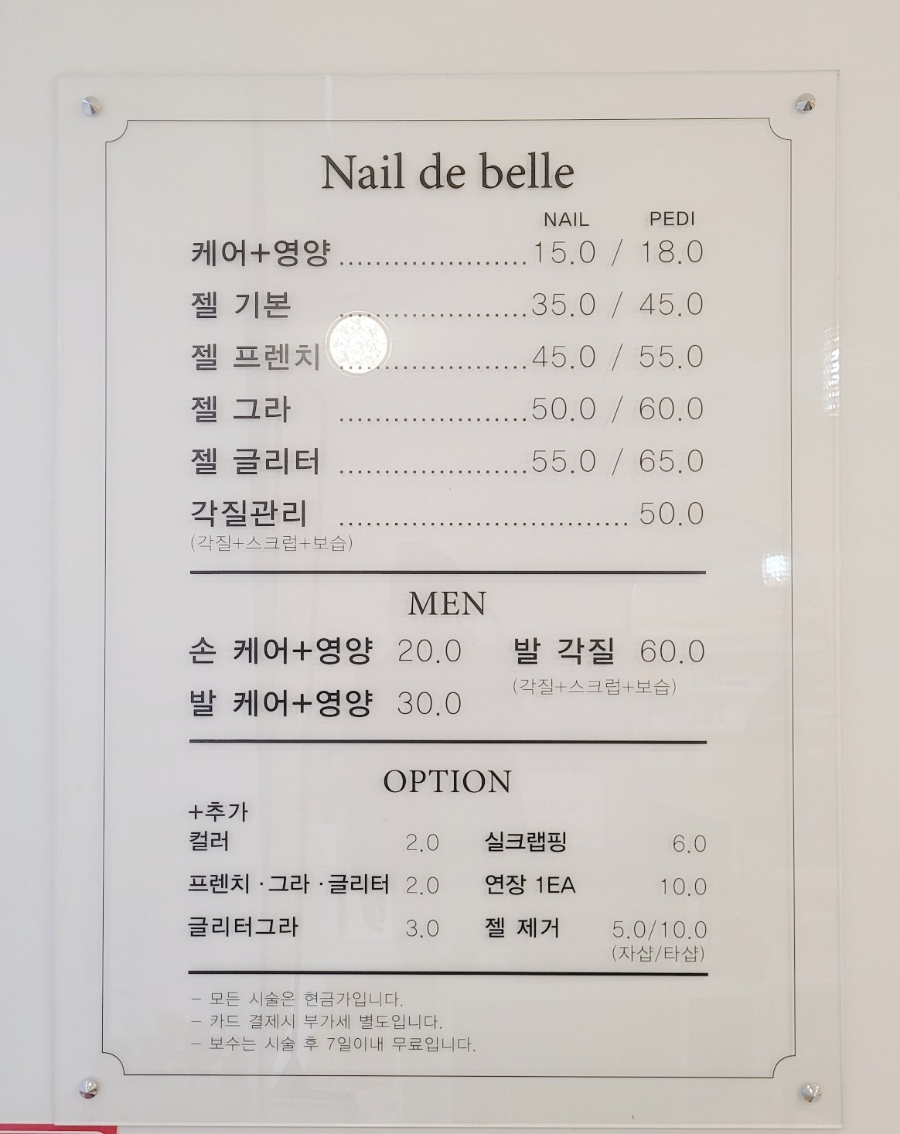 Nail de belle
NAIL PEDI
케어+영양 .....................15.0 / 18.0
젤 기본 .....................35.0 / 45.0
젤 프렌치 .....................45.0 / 55.0
젤 그라 .....................50.0 / 60.0
젤 글리터 .....................55.0 / 65.0
각질관리 ................................ 50.0
(각질+스크럽+보습)
MEN
손 케어+영양 20.0 발 각질 60.0
(각질+스크럽+보습)
발 케어+영양 30.0
OPTION
+추가
컬러 2.0 실크랩핑 6.0
프렌치 ·그라 ·글리터 2.0 연장 1EA 10.0
글리터그라 3.0 젤 제거 5.0/10.0
(자샵/타샵)
- 모든 시술은 현금가입니다.
- 카드 결제시 부가세 별도입니다.
- 보수는 시술 후 7일이내 무료입니다.